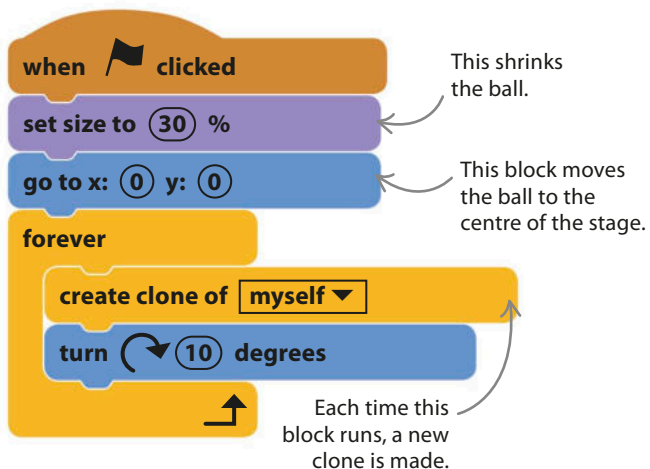 when clicked
This shrinks
the ball.
set size to 30 %
go to x: 0 y: 0
This block moves
the ball to the
centre of the stage.
forever
create clone of myself
turn 10 degrees
Each time this
block runs, a new
clone is made.